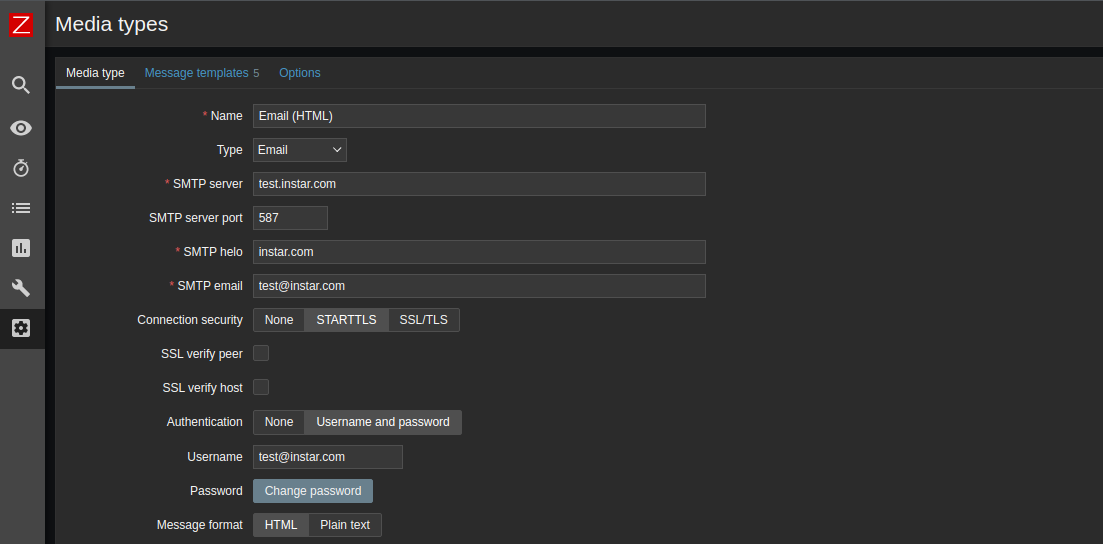 Z
Media types
Media type Message templates 5 Options
* Name Email (HTML)
Type Email
* SMTP server test.instar.com
SMTP server port 587
* SMTP helo instar.com
* SMTP email test@instar.com
Connection security None STARTTLS SSL/TLS
SSL verify peer
SSL verify host
Authentication None Username and password
Username test@instar.com
Password Change password
Message format HTML Plain text